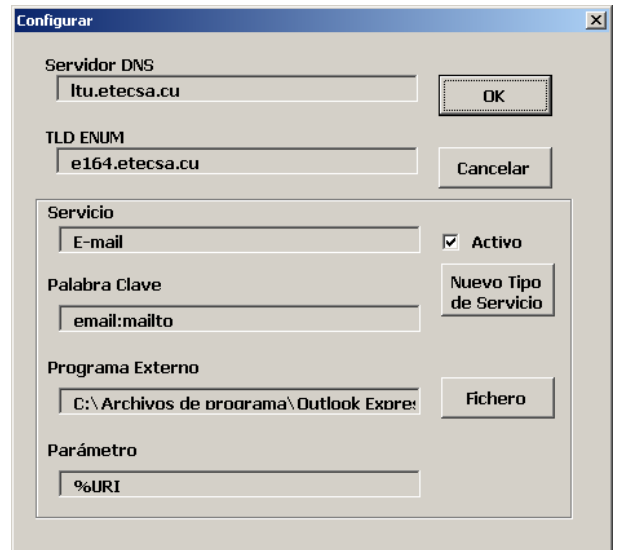 Configurar
Servidor DNS
ltu.etecsa.cu
OK
TLD ENUM
e164.etecsa.cu
Cancelar
Servicio
E-mail
Activo
Palabra Clave
Nuevo Tipo
de Servicio
email:mailto
Programa Externo
C:\Archivos de programa\Outlook Expres
Fichero
Parámetro
%URI